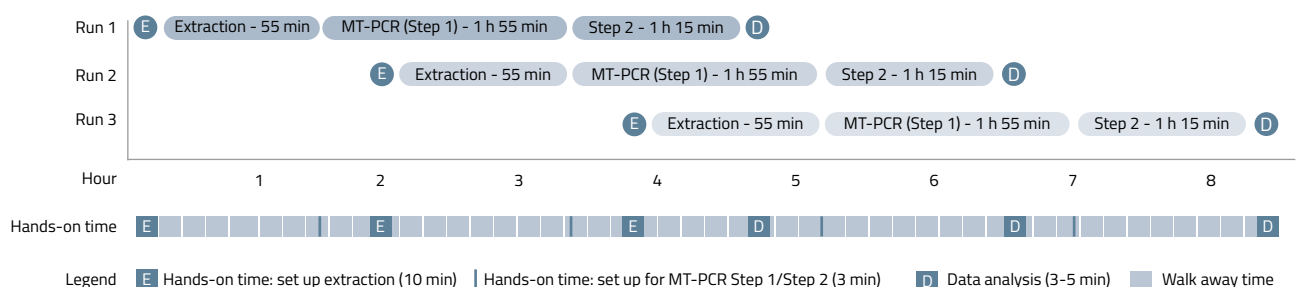 Run 1 E Extraction - 55 min MT-PCR (Step 1) - 1 h 55 min Step 2 - 1 h 15 min D
Run 2 E Extraction - 55 min MT-PCR (Step 1) - 1 h 55 min Step 2 - 1 h 15 min D
Run 3 E Extraction - 55 min MT-PCR (Step 1) - 1 h 55 min Step 2 - 1 h 15 min D
Hour 1 2 3 4 5 6 7 8
Hands-on time E E E D D D
Legend E Hands-on time: set up extraction (10 min) Hands-on time: set up for MT-PCR Step 1/Step 2 (3 min) D Data analysis (3-5 min) Walk away time